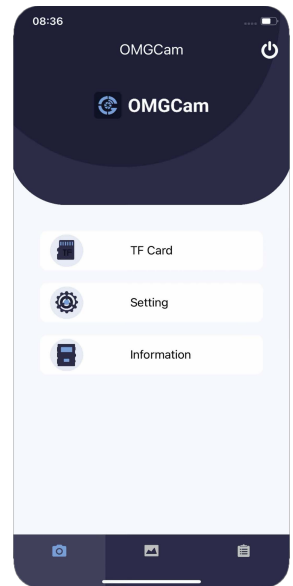 08:36
OMGCam
OMGCam
TF Card
Setting
Information